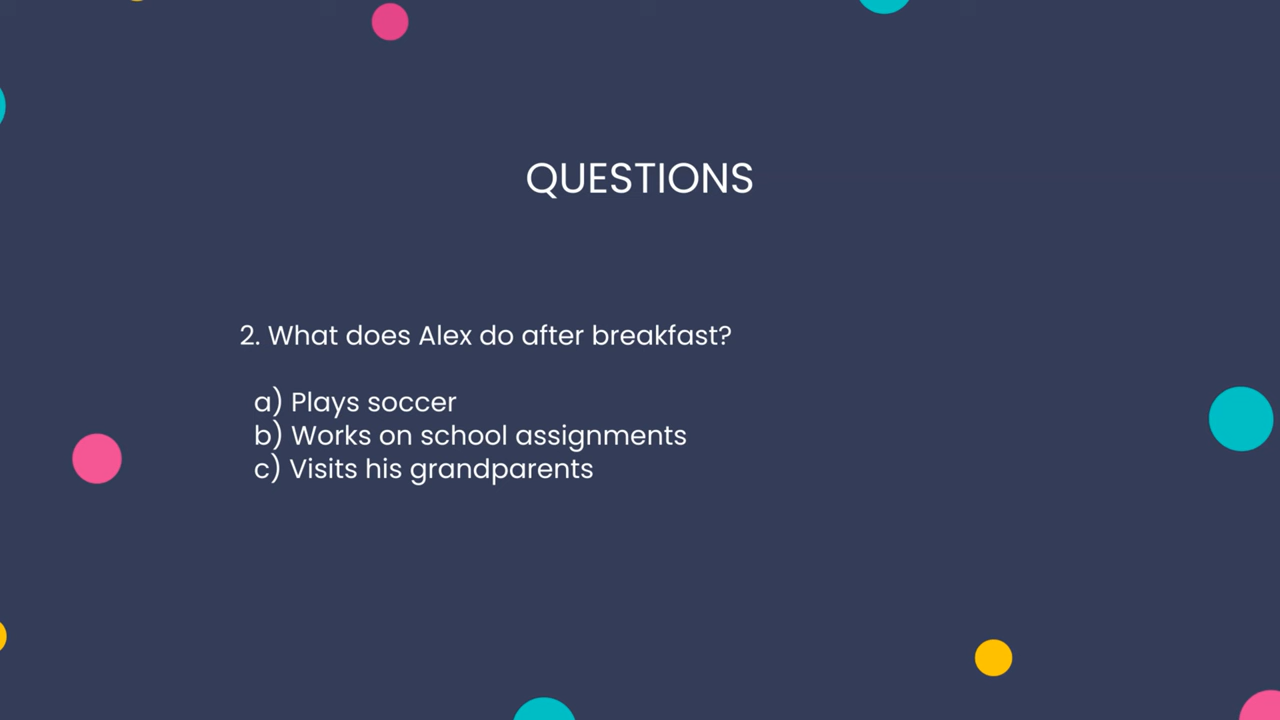 QUESTIONS
2. What does Alex do after breakfast?
a) Plays soccer
b) Works on school assignments
c) Visits his grandparents